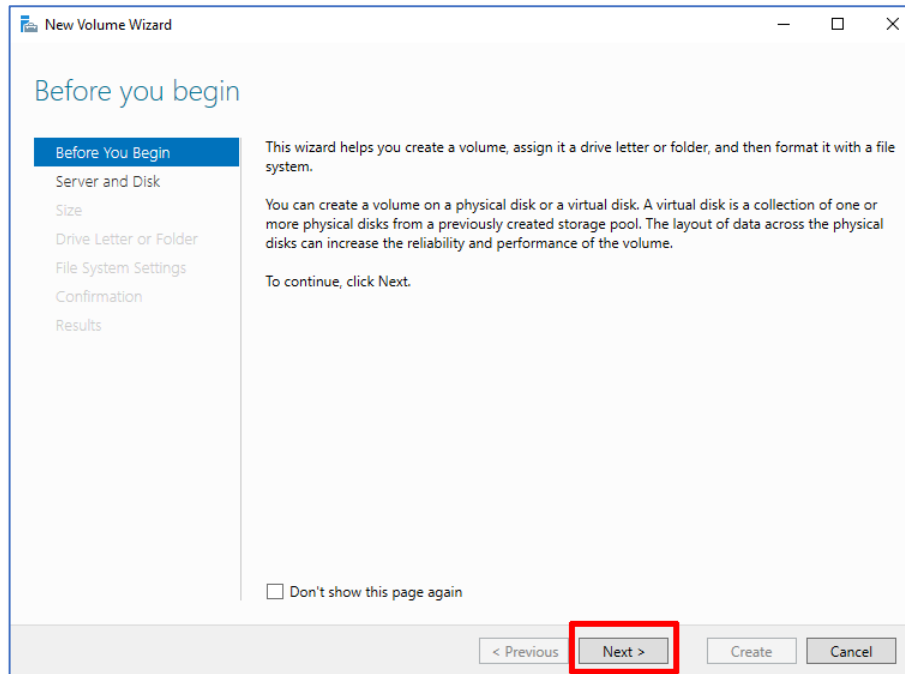 New Volume Wizard
Before you begin
Before You Begin
Server and Disk
Size
Drive Letter or Folder
File System Settings
Confirmation
Results
This wizard helps you create a volume, assign it a drive letter or folder, and then format it with a file
system.
You can create a volume on a physical disk or a virtual disk. A virtual disk is a collection of one or
more physical disks from a previously created storage pool. The layout of data across the physical
disks can increase the reliability and performance of the volume.
To continue, click Next.
Don't show this page again
< Previous
Next >
Create
Cancel